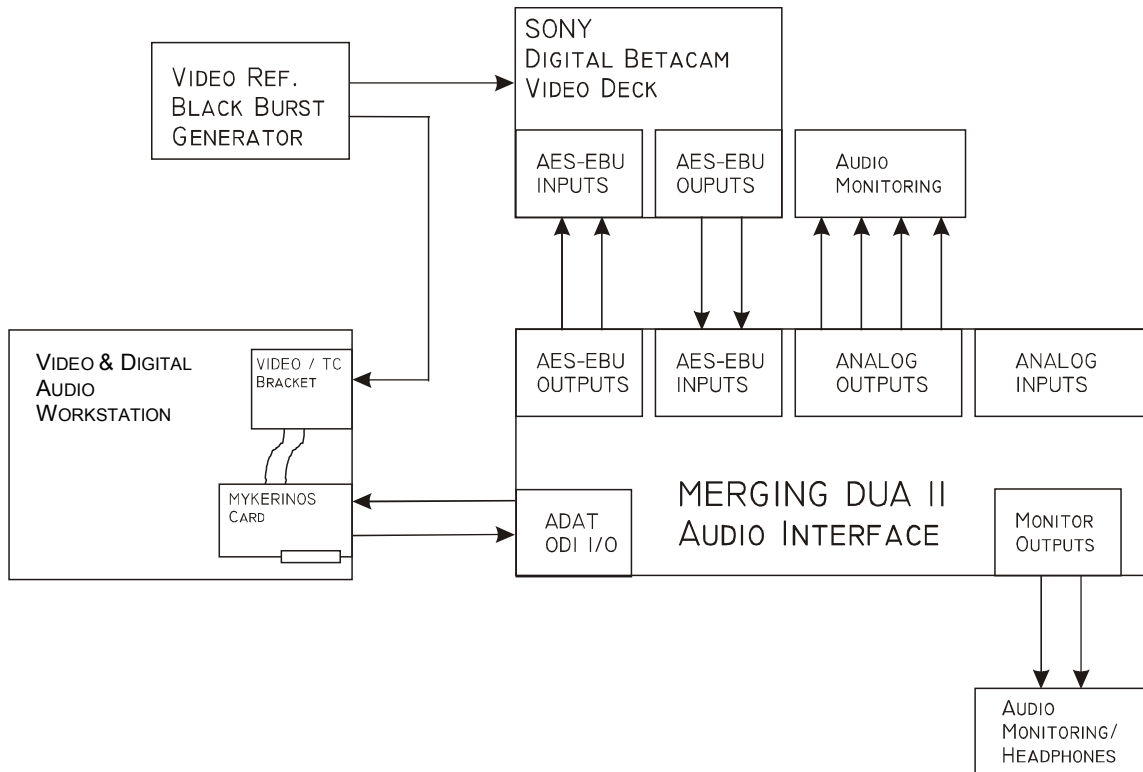 SONY
DIGITAL BETACAM
VIDEO DECK
VIDEO REF.
BLACK BURST
GENERATOR
AES-EBU
INPUTS
AES-EBU
OUPUTS
AUDIO
MONITORING
VIDEO & DIGITAL
AUDIO
WORKSTATION
VIDEO / TC
BRACKET
AES-EBU
OUTPUTS
AES-EBU
INPUTS
ANALOG
OUTPUTS
ANALOG
INPUTS
MYKERINOS
CARD
ADAT
ODI I/O
MERGING DUA II
AUDIO INTERFACE
MONITOR
OUTPUTS
AUDIO
MONITORING/
HEADPHONES